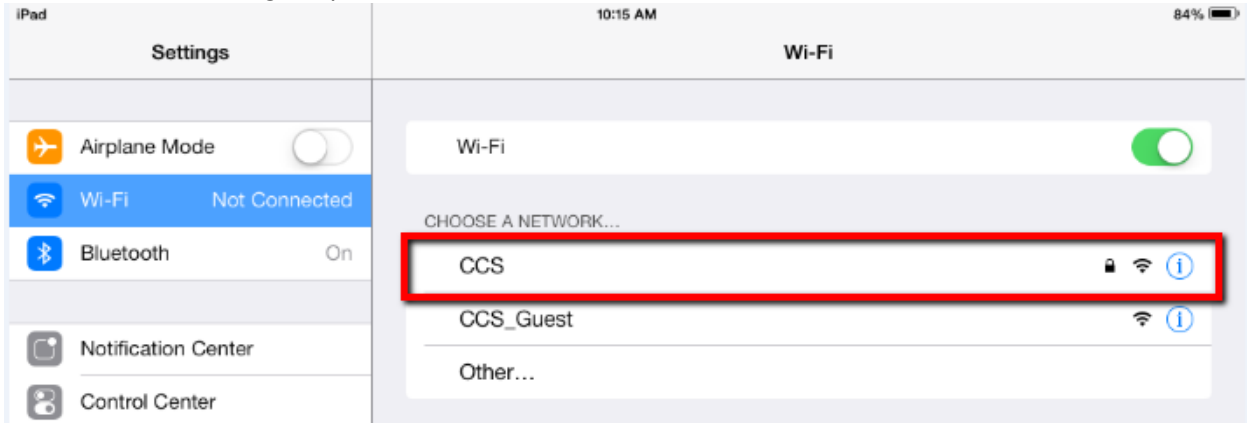 iPad 10:15 AM 84%
Settings
Wi-Fi
Airplane Mode
Wi-Fi Not Connected
Bluetooth On
Notification Center
Control Center
Wi-Fi
CHOOSE A NETWORK...
CCS
CCS_Guest
Other...